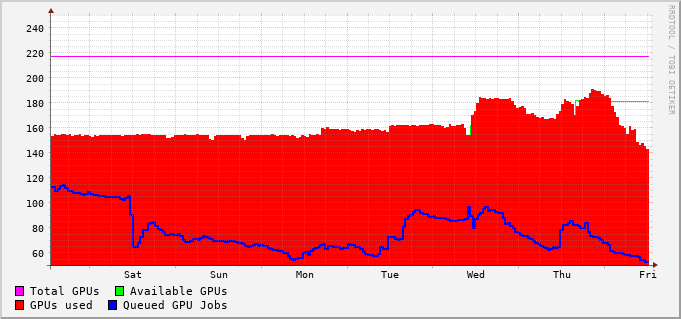 RRDTOOL / TOBI OETIKER
240
220
200
180
160
140
120
100
80
60
Sat Sun Mon Tue Wed Thu Fri
Total GPUs Available GPUs
GPUs used Queued GPU Jobs